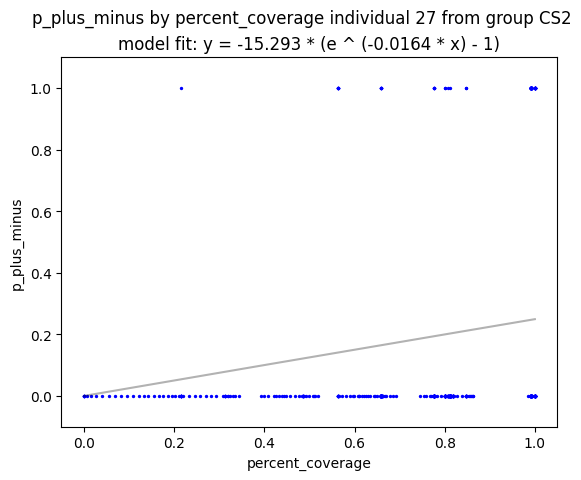 p_plus_minus by percent_coverage individual 27 from group CS2
model fit: y = -15.293 * (e ^ (-0.0164 * x) - 1)
1.0
0.8
0.6
0.4
0.2
0.0
p_plus_minus
0.0 0.2 0.4 0.6 0.8 1.0
percent_coverage